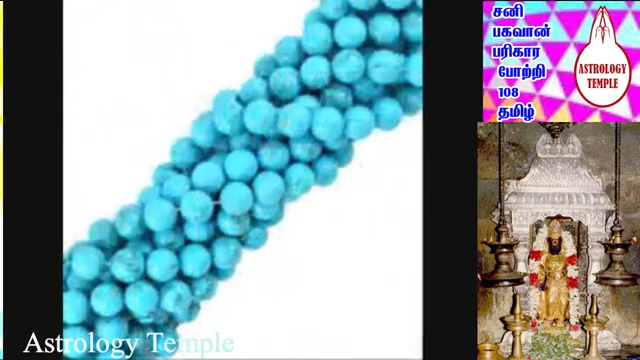 சனி
பகவான்
பரிகார
போற்றி
108
தமிழ்
ASTROLOGY
TEMPLE
Astrology Temple